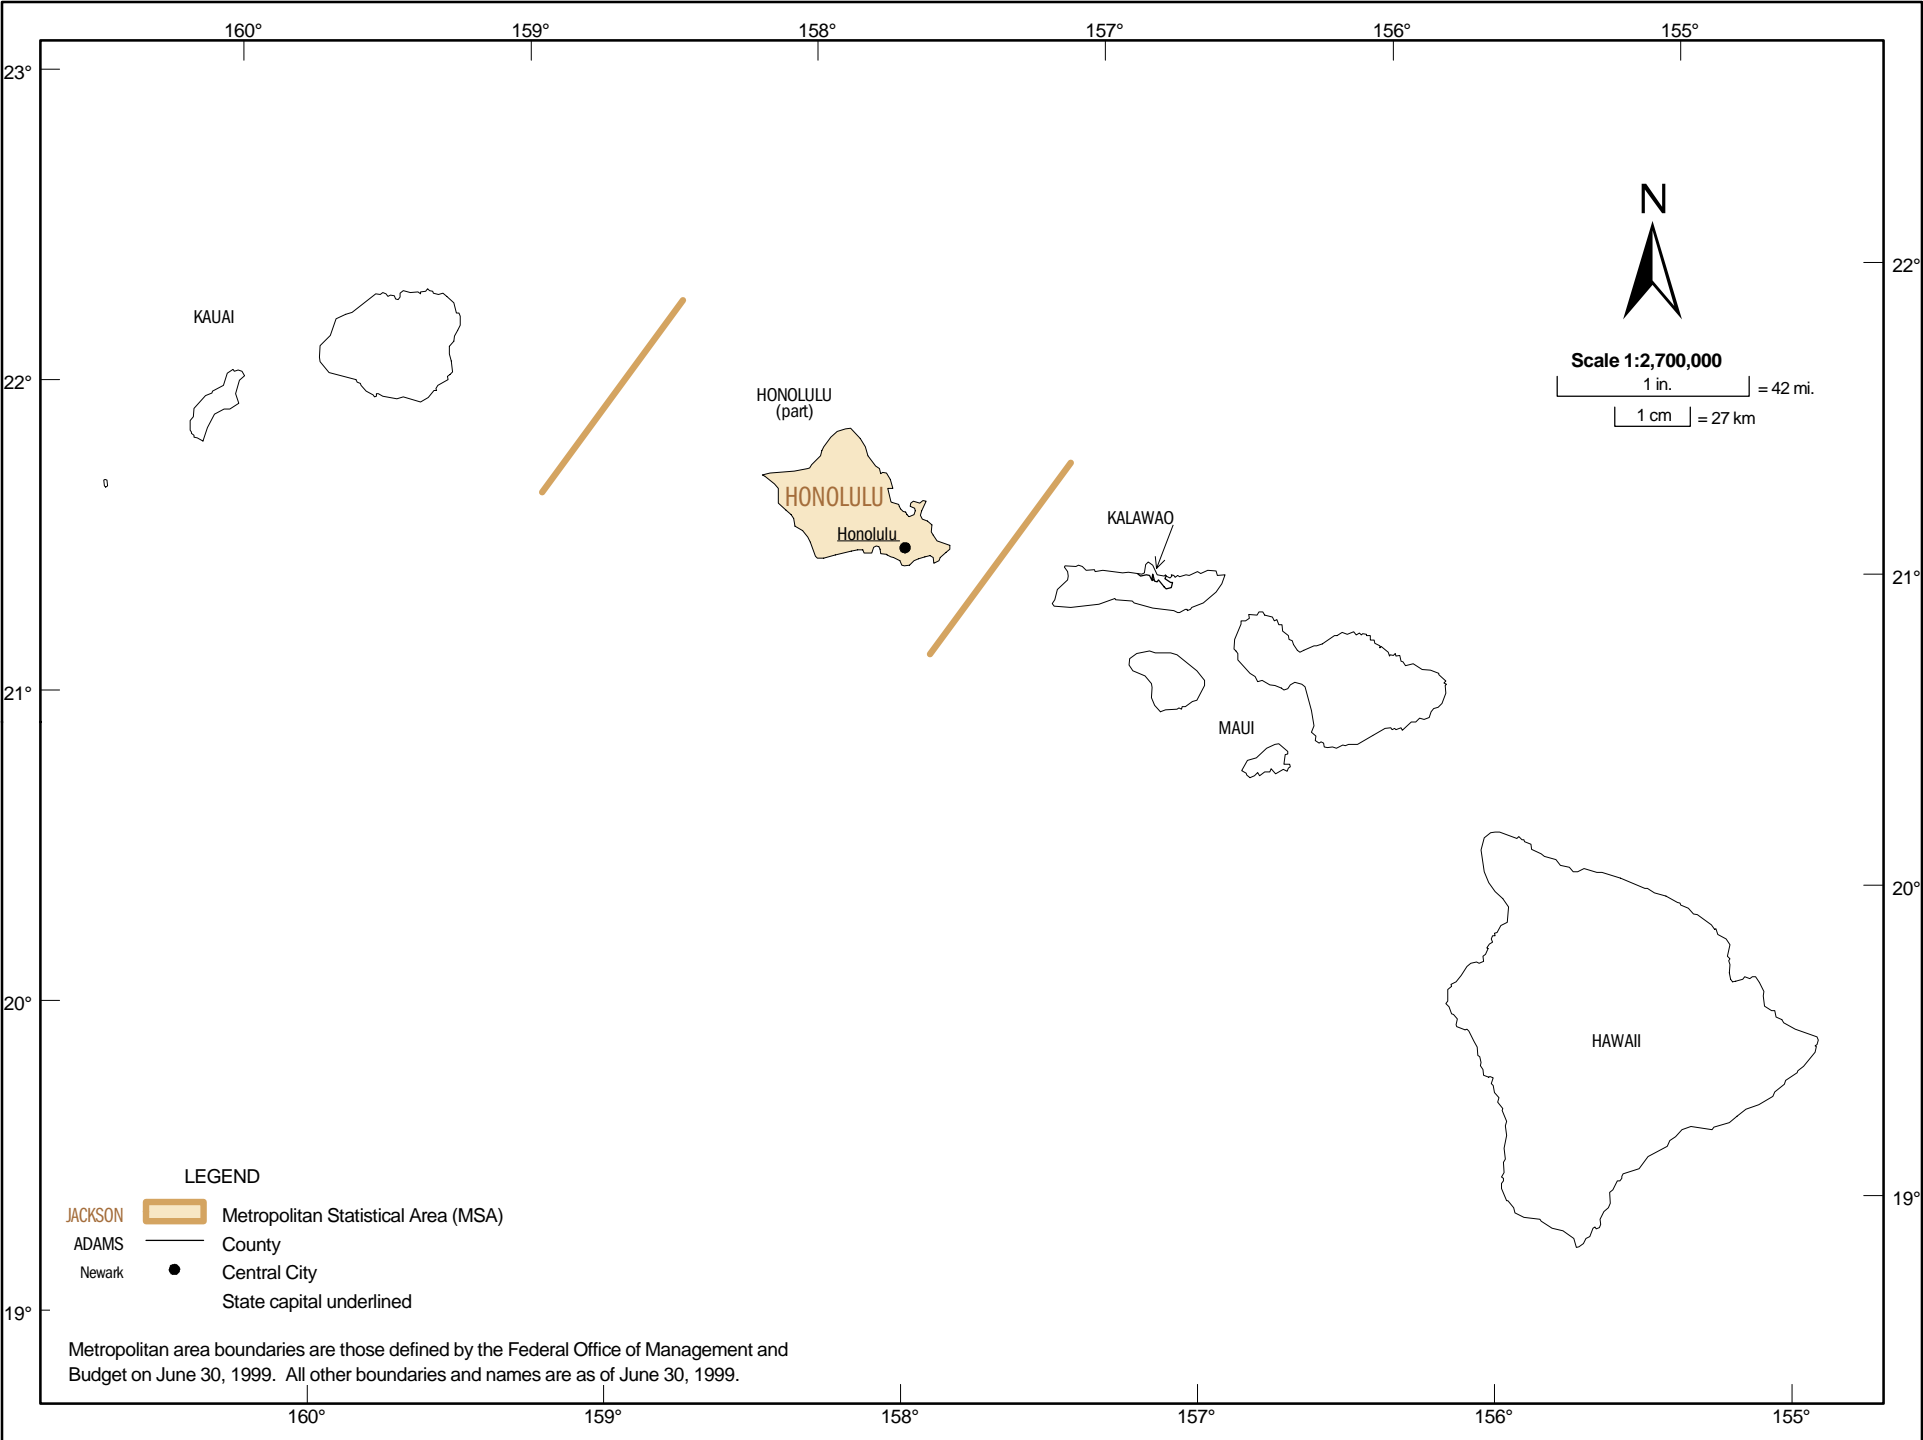 160° 159° 158° 157° 156° 155°
23°
N
22°
KAUAI
Scale 1:2,700,000
1 in. = 42 mi.
22°
HONOLULU
(part)
1 cm = 27 km
HONOLULU
KALAWAO
Honolulu
21°
21°
MAUI
20°
20°
HAWAII
LEGEND
19°
JACKSON Metropolitan Statistical Area (MSA)
ADAMS County
Newark Central City
State capital underlined
19°
Metropolitan area boundaries are those defined by the Federal Office of Management and
Budget on June 30, 1999. All other boundaries and names are as of June 30, 1999.
160° 159° 158° 157° 156° 155°